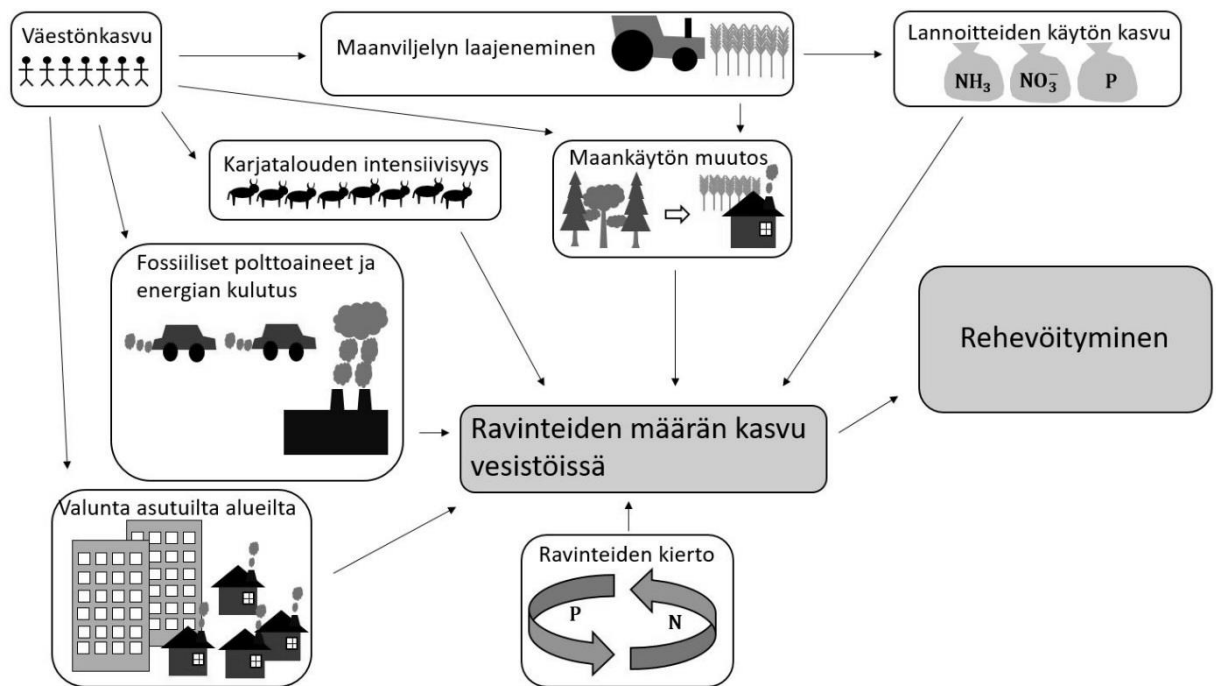 Väestönkasvu
Maanviljelyn laajeneminen
Lannoitteiden käytön kasvu
NH₃ NO₃⁻ P
Karjatalouden intensiivisyys
Maankäytön muutos
Fossiiliset polttoaineet ja
energian kulutus
Rehevöityminen
Ravinteiden määrän kasvu
vesistöissä
Valunta asutuilta alueilta
Ravinteiden kierto
P N